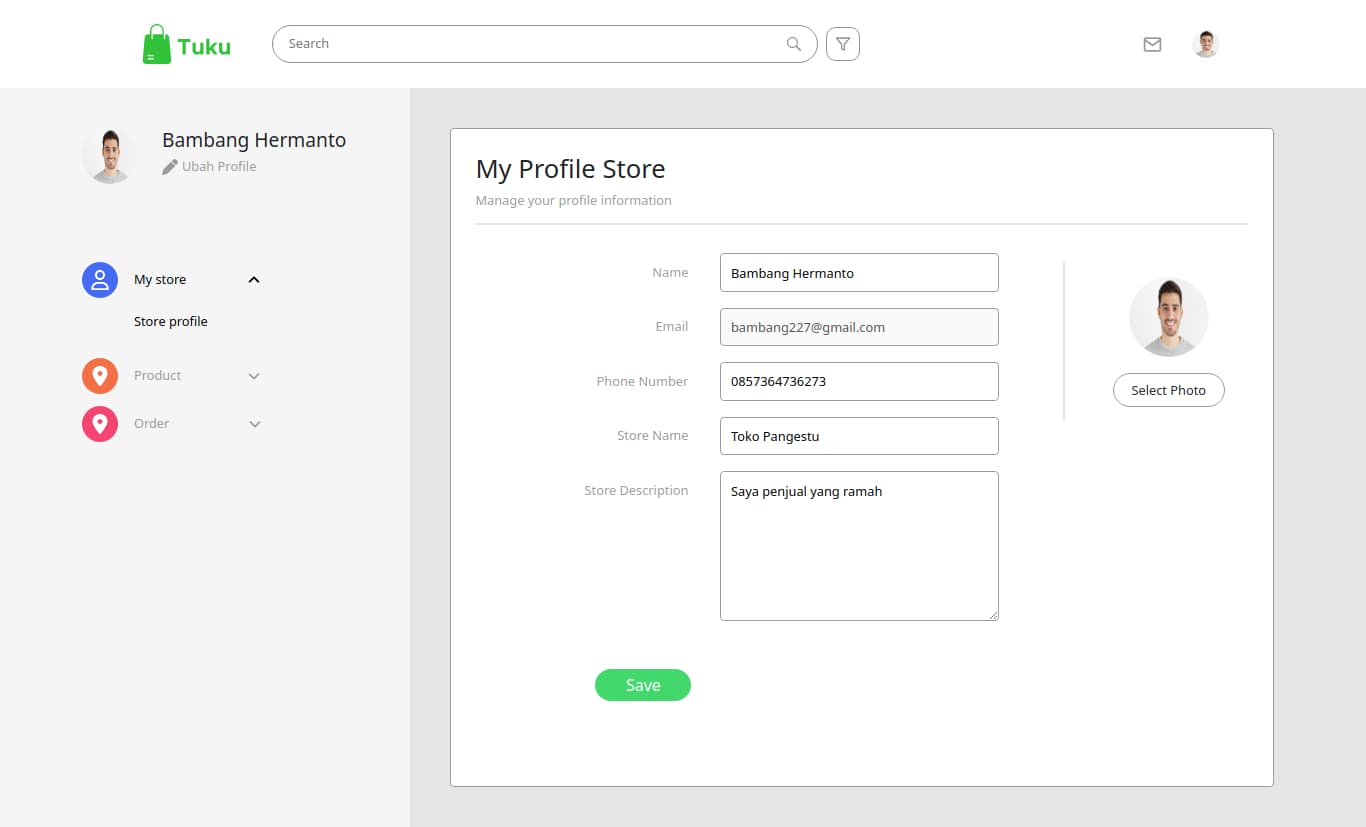 Tuku
Search
Bambang Hermanto
Ubah Profile
My store
Store profile
Product
Order
My Profile Store
Manage your profile information
Name
Bambang Hermanto
Email
bambang227@gmail.com
Phone Number
0857364736273
Store Name
Toko Pangestu
Store Description
Saya penjual yang ramah
Select Photo
Save